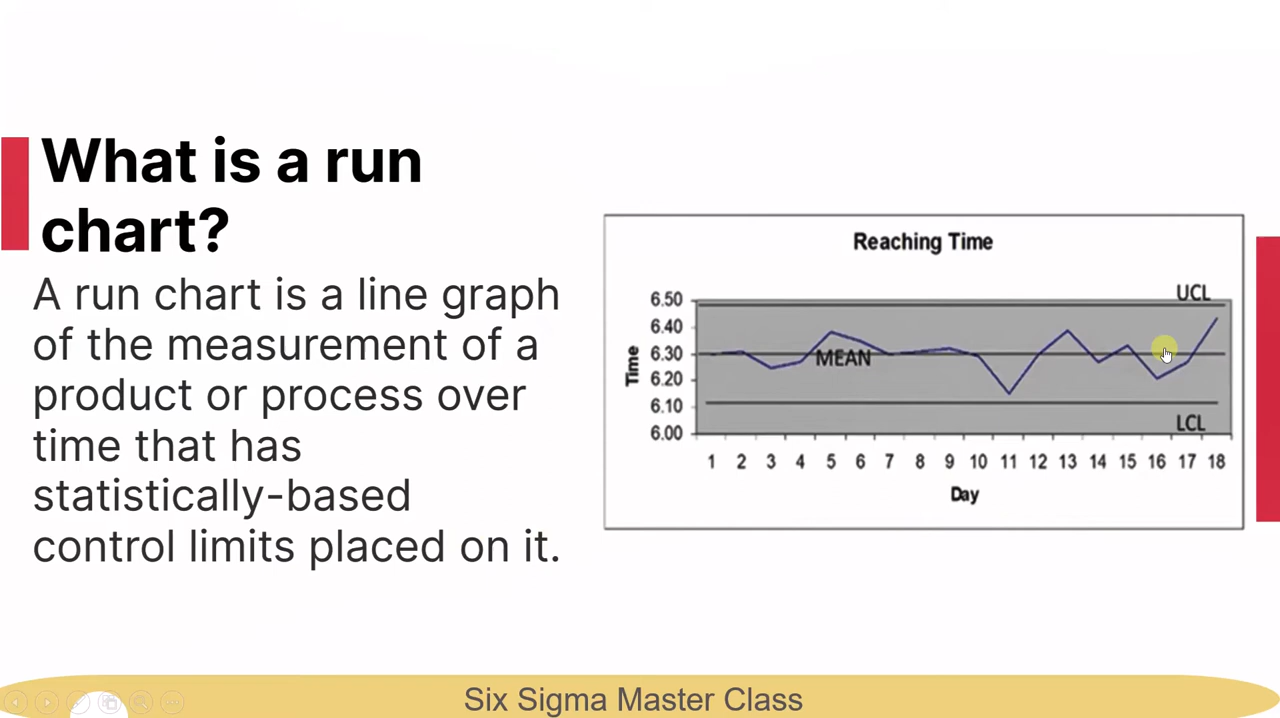 What is a run
chart?
A run chart is a line graph
of the measurement of a
product or process over
time that has
statistically-based
control limits placed on it.
Reaching Time
UCL
6.50
6.40
6.30
6.20
6.10
6.00
Time
MEAN
LCL
1 2 3 4 5 6 7 8 9 10 11 12 13 14 15 16 17 18
Day
Six Sigma Master Class